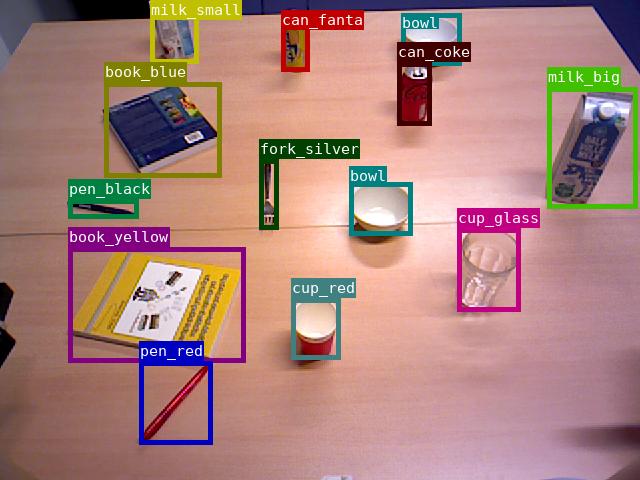 milk_small
can_fanta
bowl
can_coke
book_blue
milk_big
fork_silver
bowl
pen_black
cup_glass
book_yellow
cup_red
pen_red